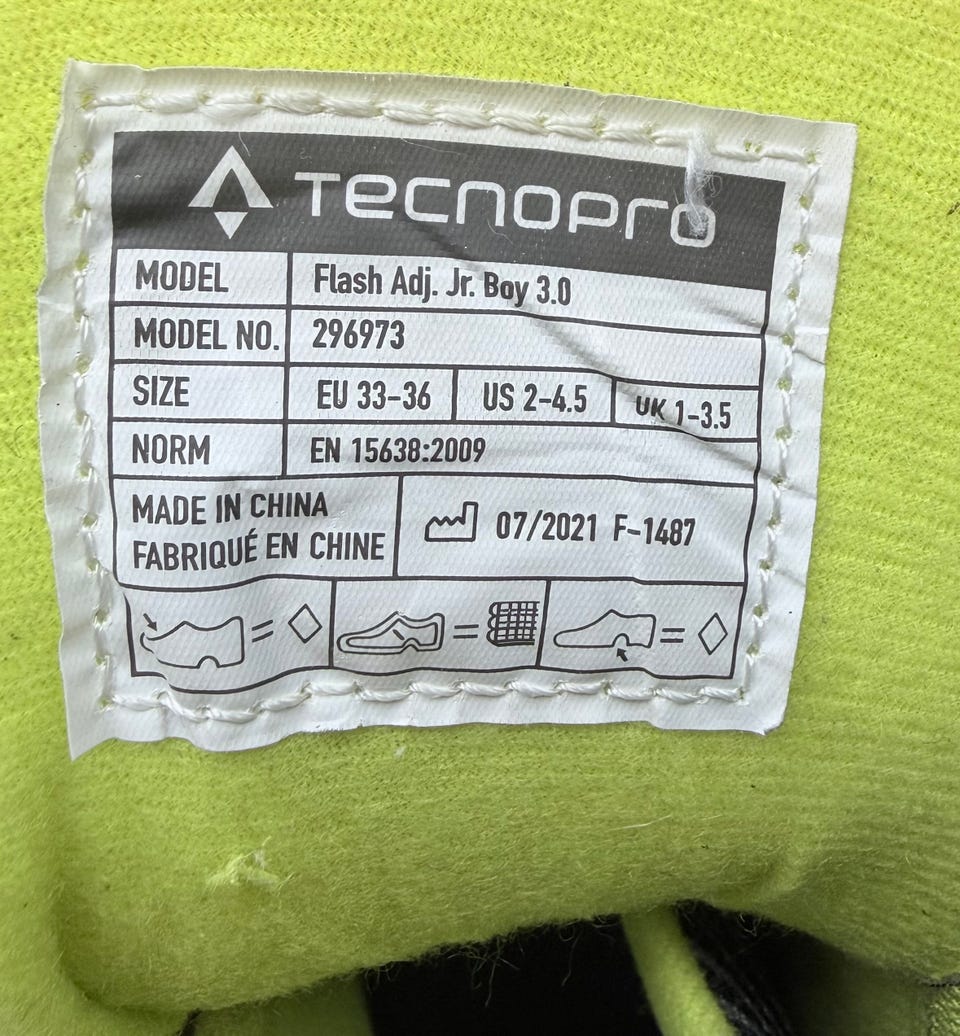 TECNOPRO
MODEL Flash Adj. Jr. Boy 3.0
MODEL NO. 296973
SIZE EU 33-36 US 2-4.5 UK 1-3.5
NORM EN 15638:2009
MADE IN CHINA
FABRIQUÉ EN CHINE
07/2021 F-1487
= = =